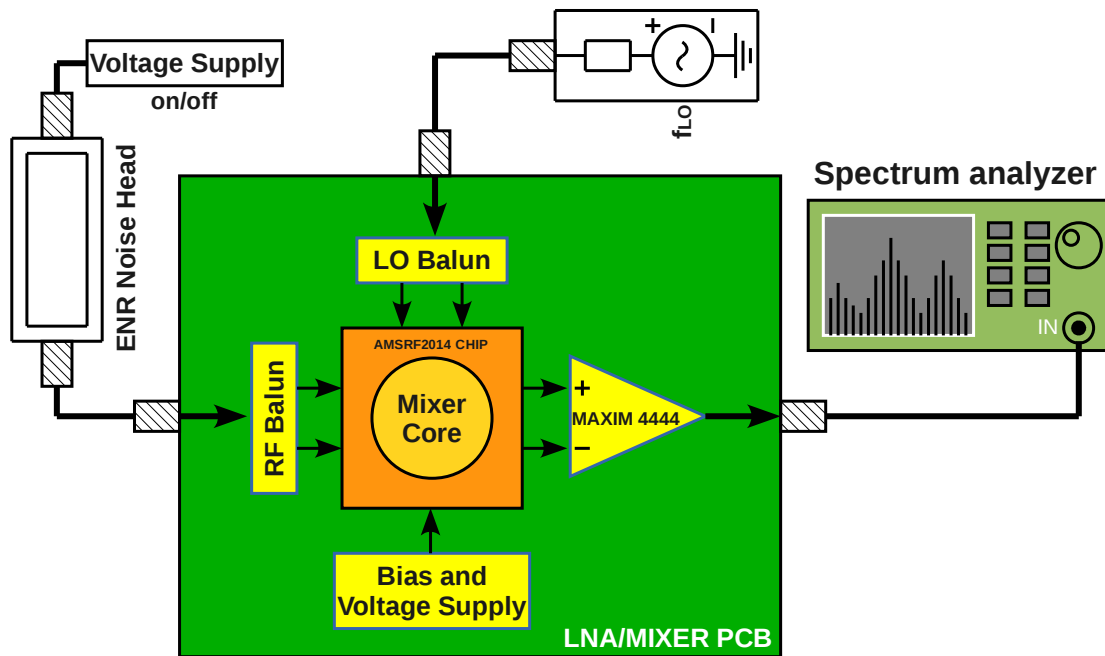 Voltage Supply
on/off
ENR Noise Head
+ –
fLO
Spectrum analyzer
IN
LO Balun
AMSRF2014 CHIP
Mixer
Core
RF Balun
+
MAXIM 4444
−
Bias and
Voltage Supply
LNA/MIXER PCB